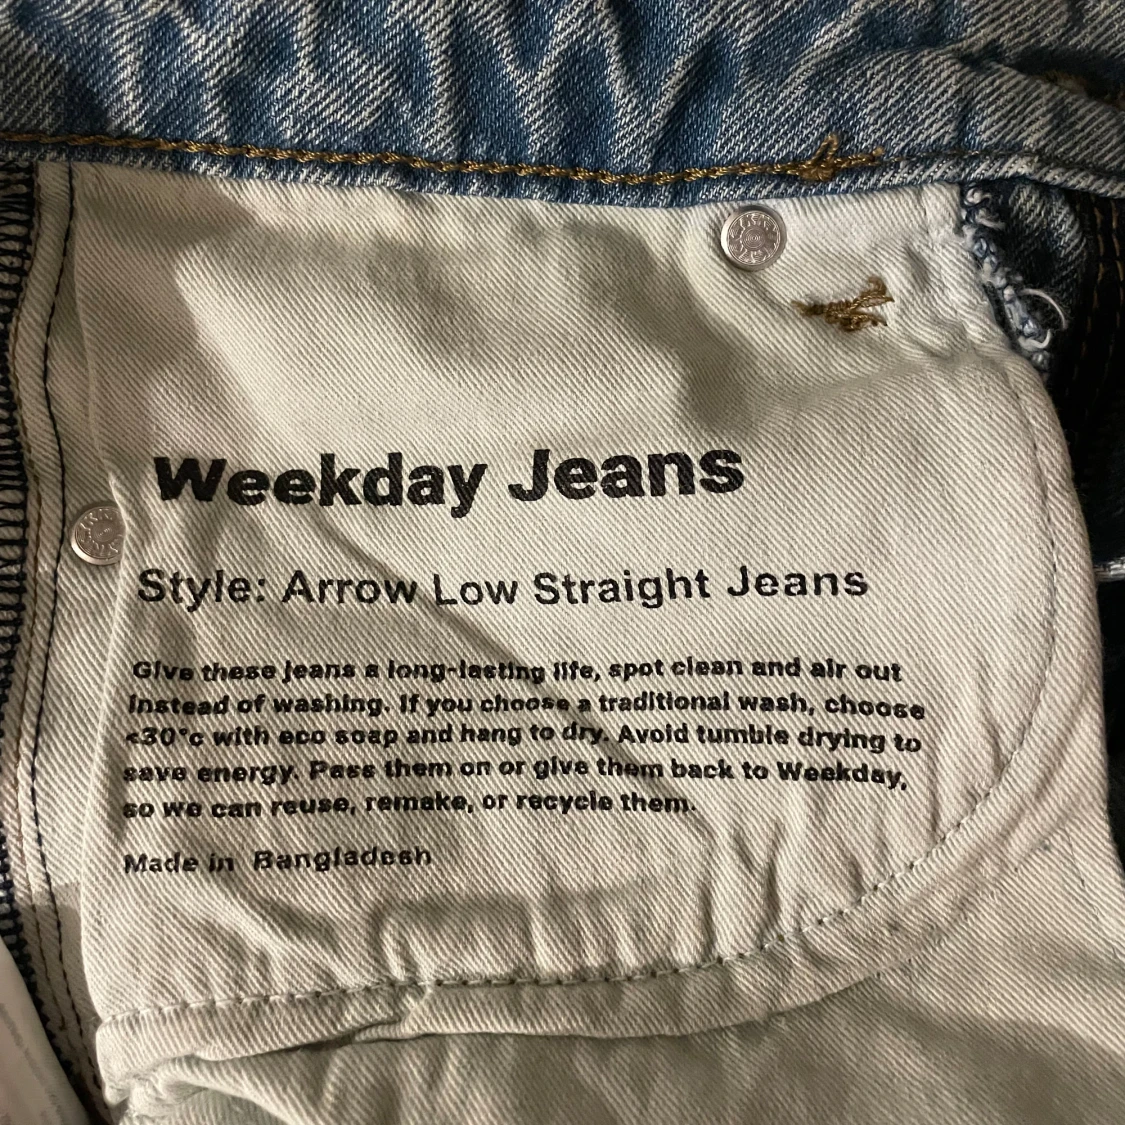 Weekday Jeans
Style: Arrow Low Straight Jeans
Give these jeans a long-lasting life, spot clean and air out
instead of washing. If you choose a traditional wash, choose
<30°c with eco soap and hang to dry. Avoid tumble drying to
save energy. Pass them on or give them back to Weekday,
so we can reuse, remake, or recycle them.
Made in Bangladesh